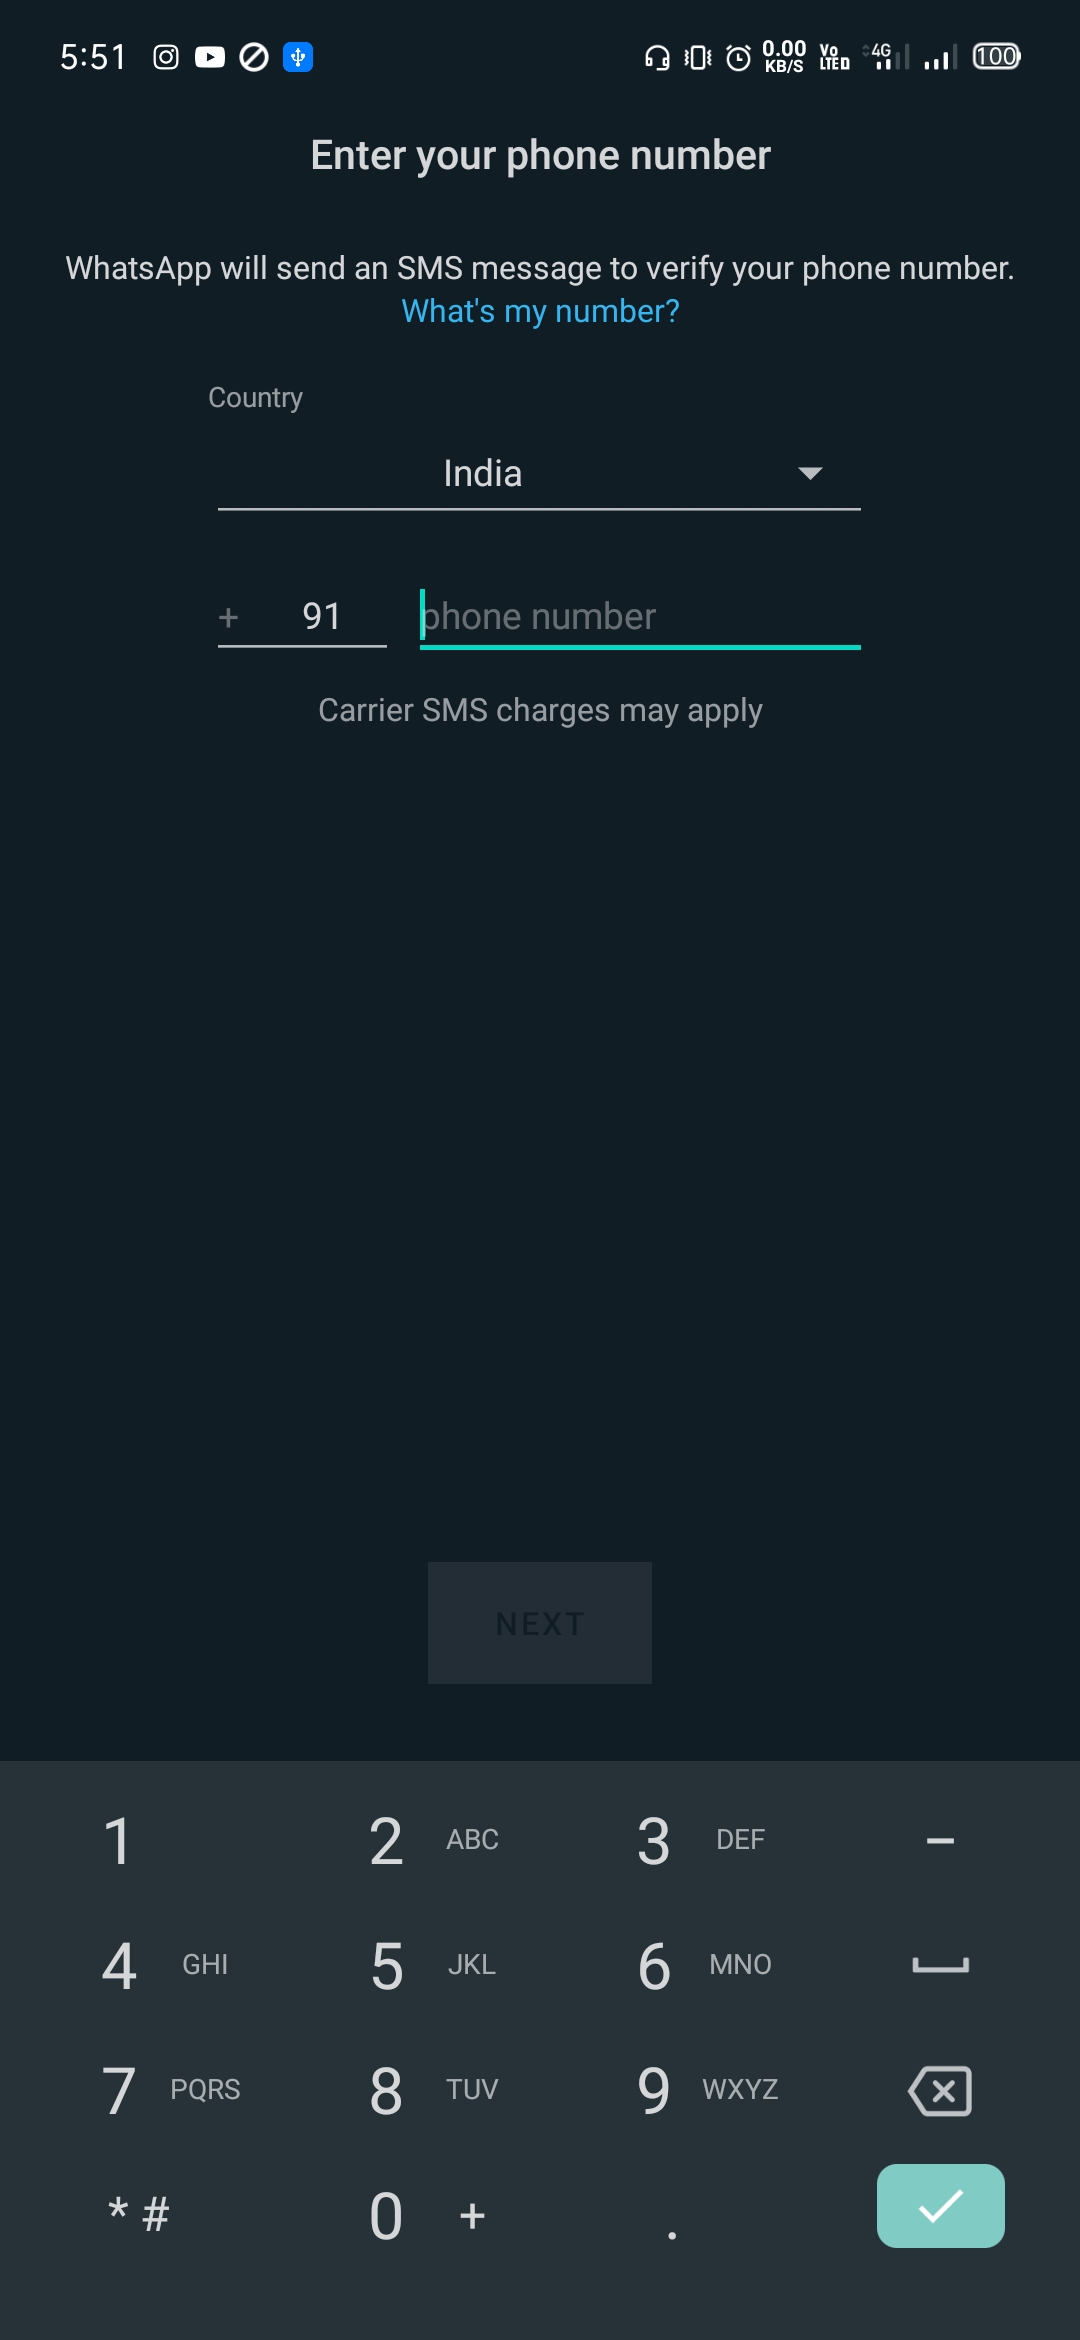 5:51 0.00 KB/S Vo LTED 4G 100
Enter your phone number
WhatsApp will send an SMS message to verify your phone number.
What's my number?
Country
India
+ 91 phone number
Carrier SMS charges may apply
NEXT
1 2 ABC 3 DEF -
4 GHI 5 JKL 6 MNO
7 PQRS 8 TUV 9 WXYZ
* # 0 + .